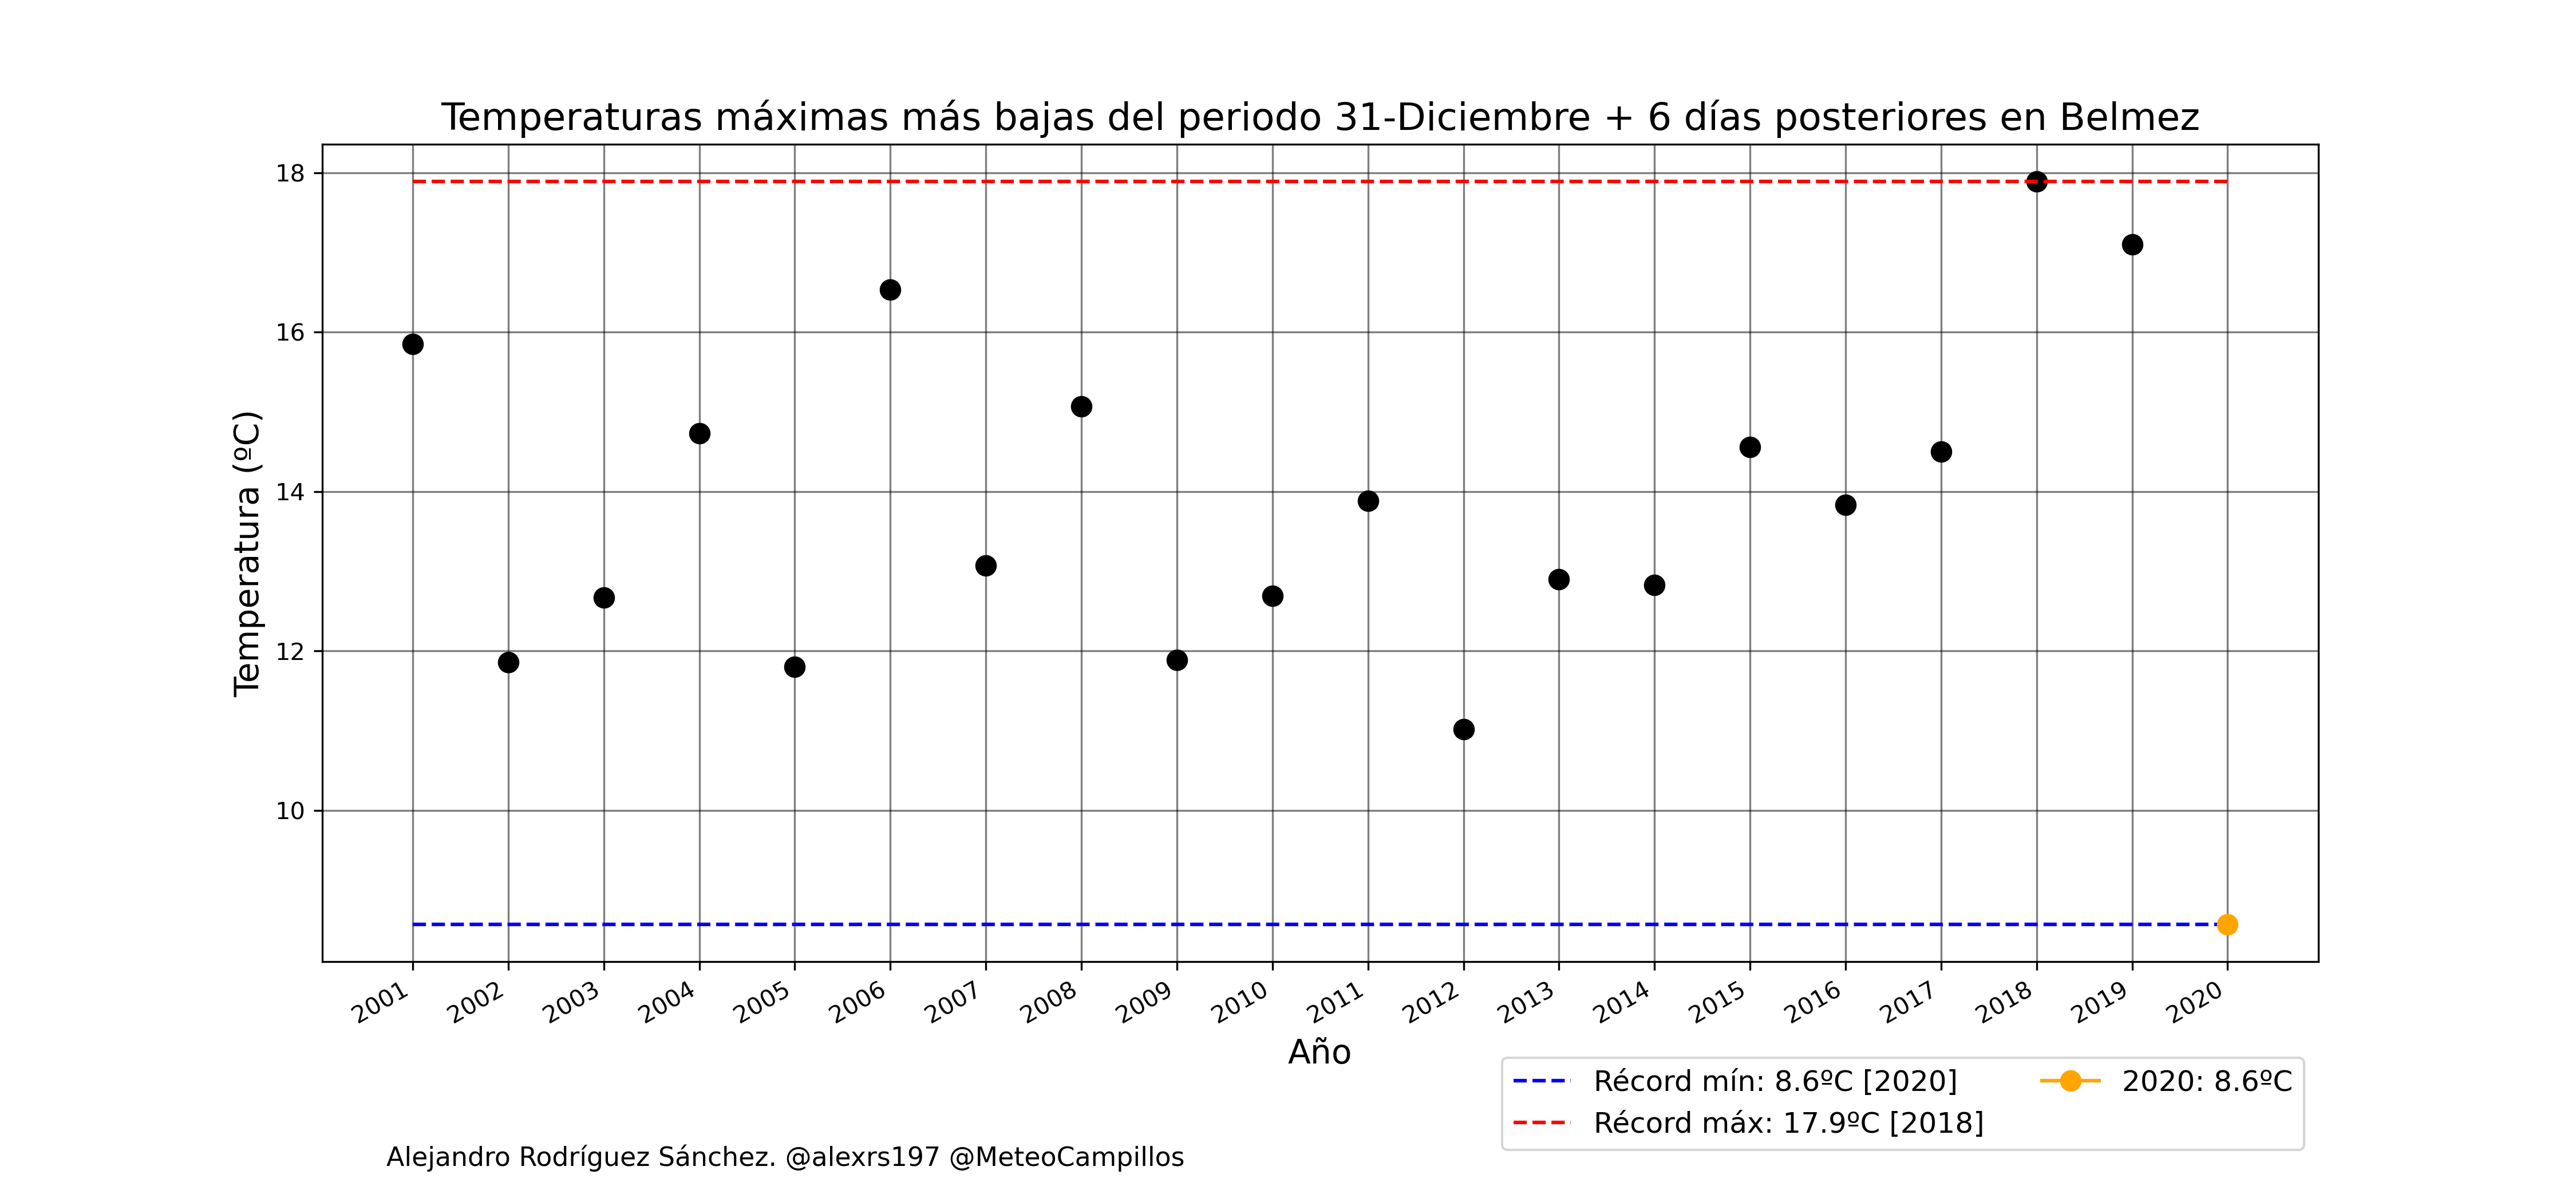 Temperaturas máximas más bajas del periodo 31-Diciembre + 6 días posteriores en Belmez
Temperatura (ºC)
18
16
14
12
10
2001 2002 2003 2004 2005 2006 2007 2008 2009 2010 2011 2012 2013 2014 2015 2016 2017 2018 2019 2020
Año
Récord mín: 8.6ºC [2020]
Récord máx: 17.9ºC [2018]
2020: 8.6ºC
Alejandro Rodríguez Sánchez. @alexrs197 @MeteoCampillos